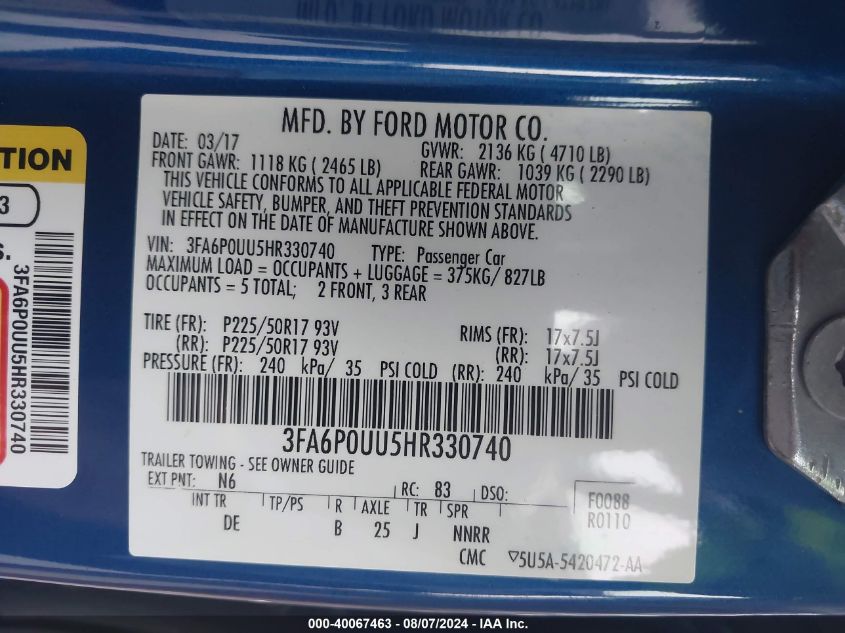 MFD. BY FORD MOTOR CO.
DATE: 03/17 GVWR: 2136 KG ( 4710 LB)
FRONT GAWR: 1118 KG ( 2465 LB) REAR GAWR: 1039 KG ( 2290 LB)
THIS VEHICLE CONFORMS TO ALL APPLICABLE FEDERAL MOTOR
VEHICLE SAFETY, BUMPER, AND THEFT PREVENTION STANDARDS
IN EFFECT ON THE DATE OF MANUFACTURE SHOWN ABOVE.
VIN: 3FA6P0UU5HR330740 TYPE: Passenger Car
MAXIMUM LOAD = OCCUPANTS + LUGGAGE = 375KG/ 827LB
OCCUPANTS = 5 TOTAL; 2 FRONT, 3 REAR
TIRE (FR): P225/50R17 93V RIMS (FR): 17x7.5J
(RR): P225/50R17 93V (RR): 17x7.5J
PRESSURE (FR): 240 kPa/ 35 PSI COLD (RR): 240 kPa/ 35 PSI COLD
3FA6P0UU5HR330740
TRAILER TOWING - SEE OWNER GUIDE
EXT PNT: N6 RC: 83 DSO: F0088
INT TR TP/PS R AXLE TR SPR R0110
DE B 25 J NNRR
CMC 5U5A-5420472-AA
TION
3
S.
3FA6P0UU5HR330740
000-40067463 - 08/07/2024 - IAA Inc.